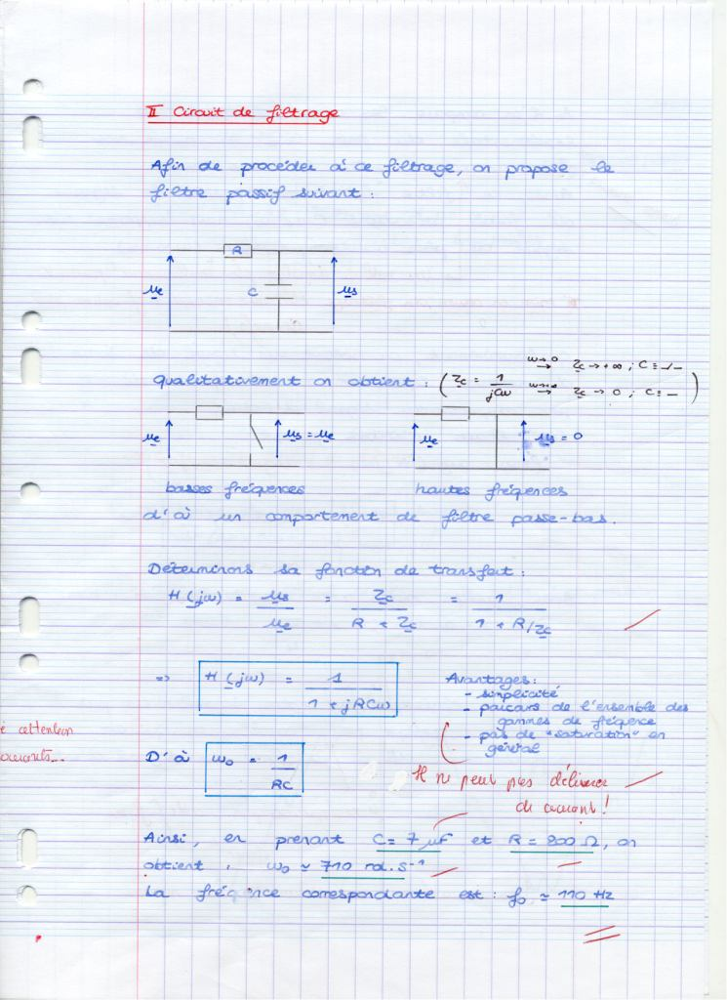 II Circuit de filtrage
Afin de procéder à ce filtrage, on propose le
filtre passif suivant :
R
ue
C
us
Qualitativement on obtient : ( Zc = 1/jCω ω→0 → Zc → +∞ ; C ≡ -/-
ω→+∞ → Zc → 0 ; C ≡ — )
ue
us = ue
ue
us = 0
basses fréquences
hautes fréquences
d'où un comportement de filtre passe-bas.
Déterminons sa fonction de transfert :
H(jω) = us/ue = Zc/(R + Zc) = 1/(1 + R/Zc)
=> H(jω) = 1/(1 + jRCω)
Avantages :
- simplicité
- parcours de l'ensemble des
gammes de fréquence
- pas de "saturation" en
général
attention
courants...
D'où ω0 = 1/RC
Il ne peut pas délivrer
de courant !
Ainsi, en prenant C = 7 µF et R = 200 Ω, on
obtient : ω0 ≃ 710 rad.s⁻¹
La fréquence correspondante est : f0 ≃ 110 Hz